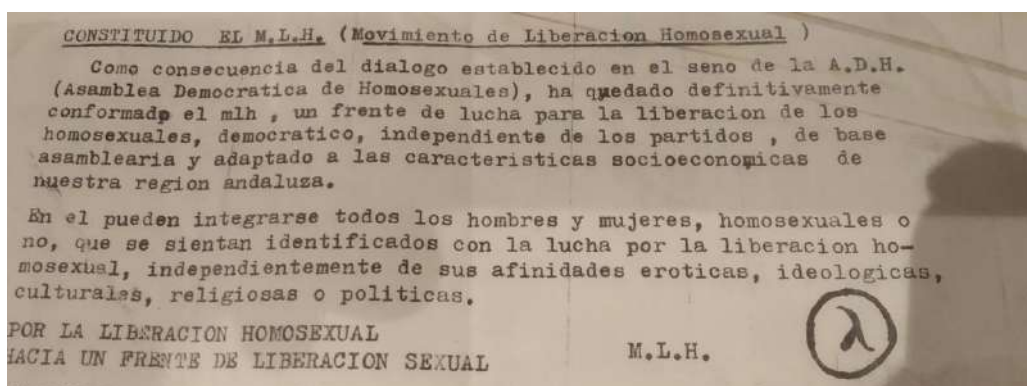 CONSTITUIDO EL M.L.H. (Movimiento de Liberacion Homosexual )
Como consecuencia del dialogo establecido en el seno de la A.D.H.
(Asamblea Democratica de Homosexuales), ha quedado definitivamente
conformado el mlh , un frente de lucha para la liberacion de los
homosexuales, democratico, independiente de los partidos , de base
asamblearia y adaptado a las caracteristicas socioeconomicas de
nuestra region andaluza.
En el pueden integrarse todos los hombres y mujeres, homosexuales o
no, que se sientan identificados con la lucha por la liberacion ho-
mosexual, independientemente de sus afinidades eroticas, ideologicas,
culturales, religiosas o politicas.
POR LA LIBERACION HOMOSEXUAL
HACIA UN FRENTE DE LIBERACION SEXUAL
M.L.H.
λ